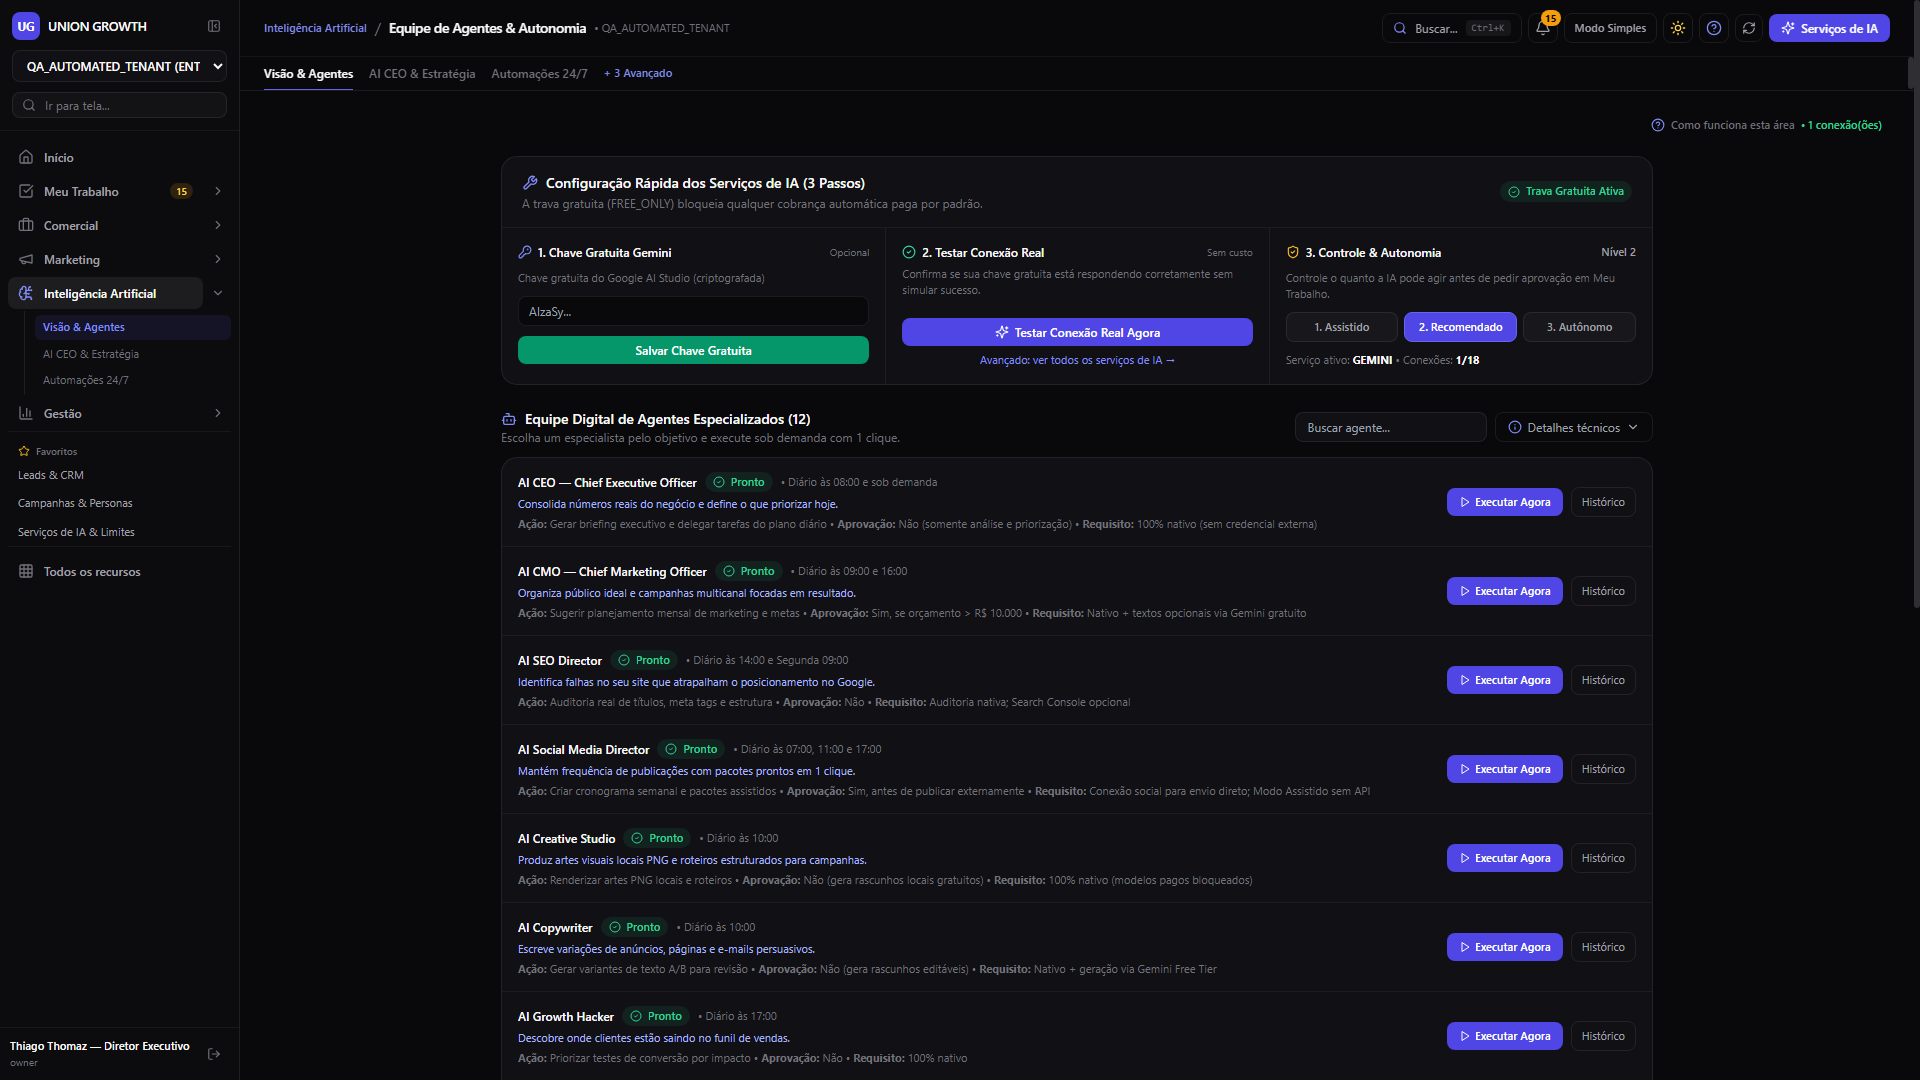 UG UNION GROWTH
QA_AUTOMATED_TENANT (ENT
Ir para tela...
Início
Meu Trabalho 15
Comercial
Marketing
Inteligência Artificial
Visão & Agentes
AI CEO & Estratégia
Automações 24/7
Gestão
Favoritos
Leads & CRM
Campanhas & Personas
Serviços de IA & Limites
Todos os recursos
Thiago Thomaz — Diretor Executivo
owner
Inteligência Artificial / Equipe de Agentes & Autonomia • QA_AUTOMATED_TENANT
Buscar... Ctrl+K 15 Modo Simples Serviços de IA
Visão & Agentes AI CEO & Estratégia Automações 24/7 + 3 Avançado
Como funciona esta área • 1 conexão(ões)
Configuração Rápida dos Serviços de IA (3 Passos)
A trava gratuita (FREE_ONLY) bloqueia qualquer cobrança automática paga por padrão.
Trava Gratuita Ativa
1. Chave Gratuita Gemini Opcional
Chave gratuita do Google AI Studio (criptografada)
AIzaSy...
Salvar Chave Gratuita
2. Testar Conexão Real Sem custo
Confirma se sua chave gratuita está respondendo corretamente sem
simular sucesso.
Testar Conexão Real Agora
Avançado: ver todos os serviços de IA →
3. Controle & Autonomia Nível 2
Controle o quanto a IA pode agir antes de pedir aprovação em Meu
Trabalho.
1. Assistido 2. Recomendado 3. Autônomo
Serviço ativo: GEMINI • Conexões: 1/18
Equipe Digital de Agentes Especializados (12)
Escolha um especialista pelo objetivo e execute sob demanda com 1 clique.
Buscar agente... Detalhes técnicos
AI CEO — Chief Executive Officer Pronto • Diário às 08:00 e sob demanda
Consolida números reais do negócio e define o que priorizar hoje.
Ação: Gerar briefing executivo e delegar tarefas do plano diário • Aprovação: Não (somente análise e priorização) • Requisito: 100% nativo (sem credencial externa)
Executar Agora Histórico
AI CMO — Chief Marketing Officer Pronto • Diário às 09:00 e 16:00
Organiza público ideal e campanhas multicanal focadas em resultado.
Ação: Sugerir planejamento mensal de marketing e metas • Aprovação: Sim, se orçamento > R$ 10.000 • Requisito: Nativo + textos opcionais via Gemini gratuito
Executar Agora Histórico
AI SEO Director Pronto • Diário às 14:00 e Segunda 09:00
Identifica falhas no seu site que atrapalham o posicionamento no Google.
Ação: Auditoria real de títulos, meta tags e estrutura • Aprovação: Não • Requisito: Auditoria nativa; Search Console opcional
Executar Agora Histórico
AI Social Media Director Pronto • Diário às 07:00, 11:00 e 17:00
Mantém frequência de publicações com pacotes prontos em 1 clique.
Ação: Criar cronograma semanal e pacotes assistidos • Aprovação: Sim, antes de publicar externamente • Requisito: Conexão social para envio direto; Modo Assistido sem API
Executar Agora Histórico
AI Creative Studio Pronto • Diário às 10:00
Produz artes visuais locais PNG e roteiros estruturados para campanhas.
Ação: Renderizar artes PNG locais e roteiros • Aprovação: Não (gera rascunhos locais gratuitos) • Requisito: 100% nativo (modelos pagos bloqueados)
Executar Agora Histórico
AI Copywriter Pronto • Diário às 10:00
Escreve variações de anúncios, páginas e e-mails persuasivos.
Ação: Gerar variantes de texto A/B para revisão • Aprovação: Não (gera rascunhos editáveis) • Requisito: Nativo + geração via Gemini Free Tier
Executar Agora Histórico
AI Growth Hacker Pronto • Diário às 17:00
Descobre onde clientes estão saindo no funil de vendas.
Ação: Priorizar testes de conversão por impacto • Aprovação: Não • Requisito: 100% nativo
Executar Agora Histórico